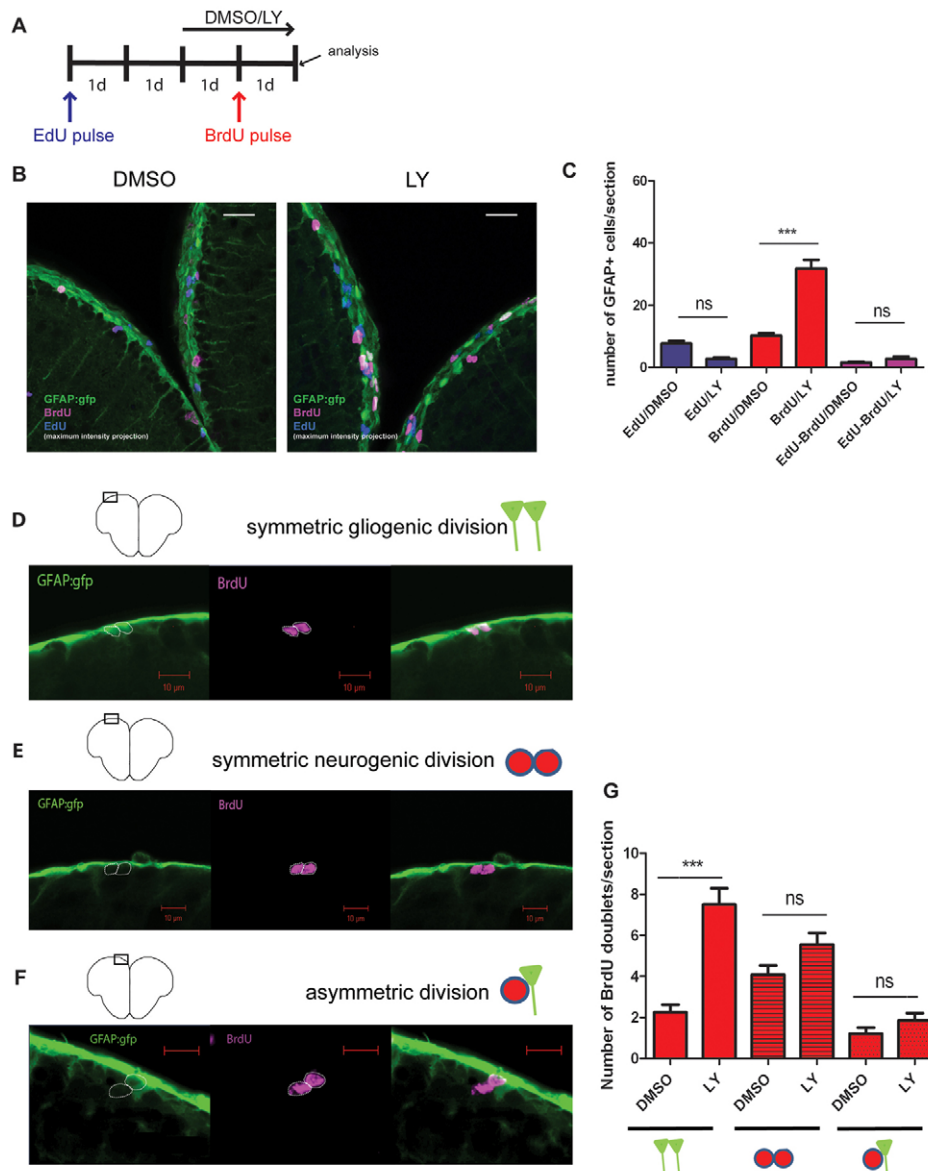 A
DMSO/LY
analysis
1d 1d 1d 1d
EdU pulse
BrdU pulse
B
DMSO
LY
GFAP:gfp
BrdU
EdU
(maximum intensity projection)
GFAP:gfp
BrdU
EdU
(maximum intensity projection)
C
number of GFAP+ cells/section
60
40
20
0
ns
***
ns
EdU/DMSO
EdU/LY
BrdU/DMSO
BrdU/LY
EdU-BrdU/DMSO
EdU-BrdU/LY
D
symmetric gliogenic division
GFAP:gfp
BrdU
10 µm
10 µm
10 µm
E
symmetric neurogenic division
GFAP:gfp
BrdU
10 µm
10 µm
10 µm
F
asymmetric division
GFAP:gfp
BrdU
G
Number of BrdU doublets/section
10
8
6
4
2
0
***
ns
ns
DMSO
LY
DMSO
LY
DMSO
LY